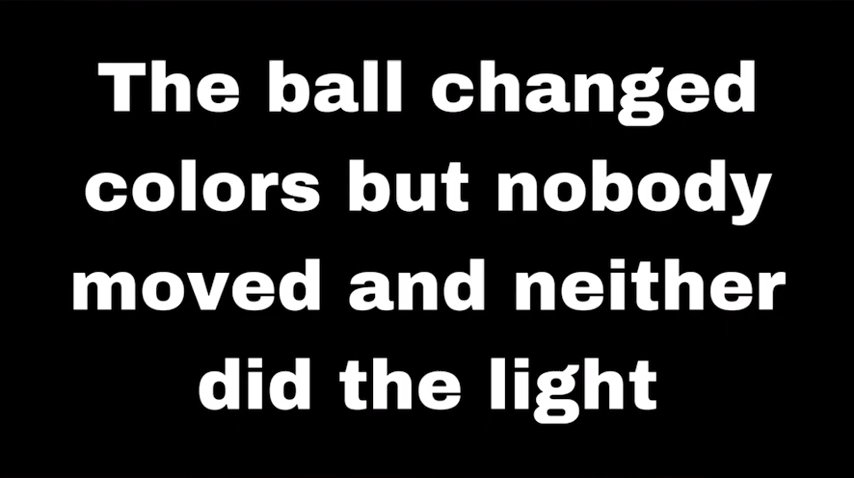 The ball changed
colors but nobody
moved and neither
did the light